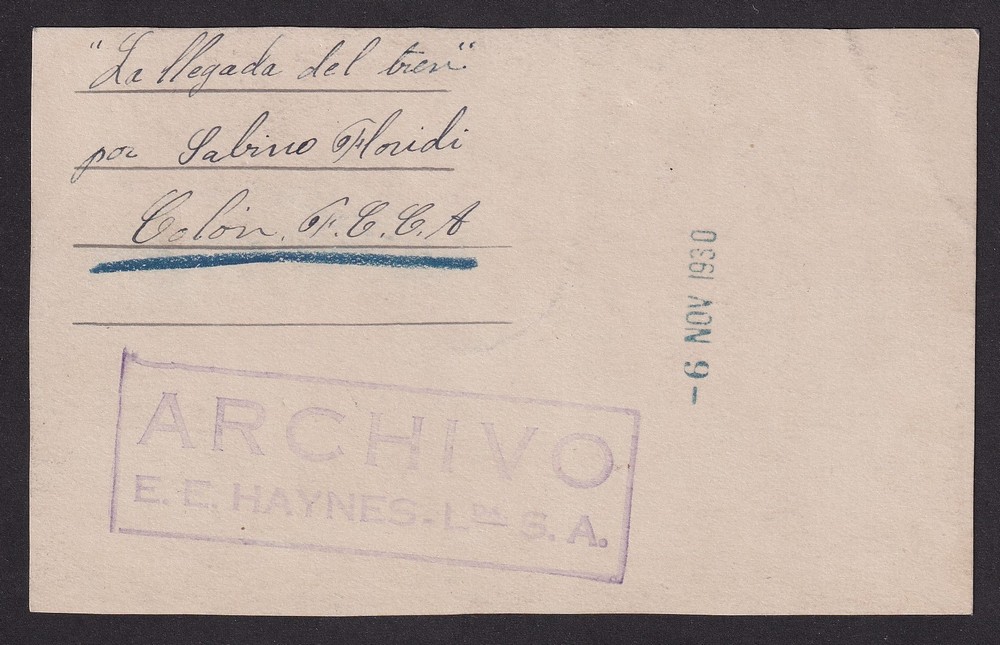 "La llegada del tren"
por Sabino Floridi
Colón. F.C.C.A
-6 NOV 1930
ARCHIVO
E. E. HAYNES-Lda S. A.